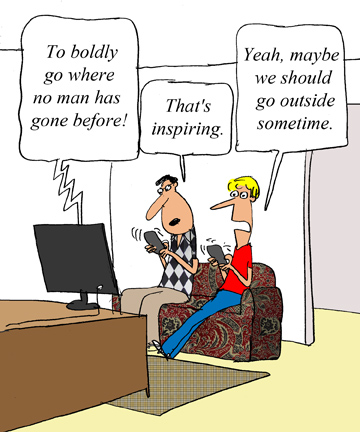 To boldly
go where
no man has
gone before!
That's
inspiring.
Yeah, maybe
we should
go outside
sometime.